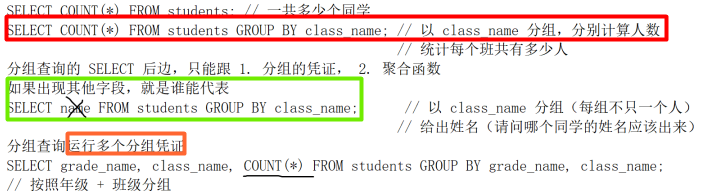 SELECT COUNT(*) FROM students; // 一共多少个同学
SELECT COUNT(*) FROM students GROUP BY class_name; // 以 class_name 分组，分别计算人数
// 统计每个班共有多少人
分组查询的 SELECT 后边，只能跟 1. 分组的凭证， 2. 聚合函数
如果出现其他字段，就是谁能代表
SELECT name FROM students GROUP BY class_name; // 以 class_name 分组（每组不只一个人）
// 给出姓名（请问哪个同学的姓名应该出来）
分组查询运行多个分组凭证
SELECT grade_name, class_name, COUNT(*) FROM students GROUP BY grade_name, class_name;
// 按照年级 + 班级分组